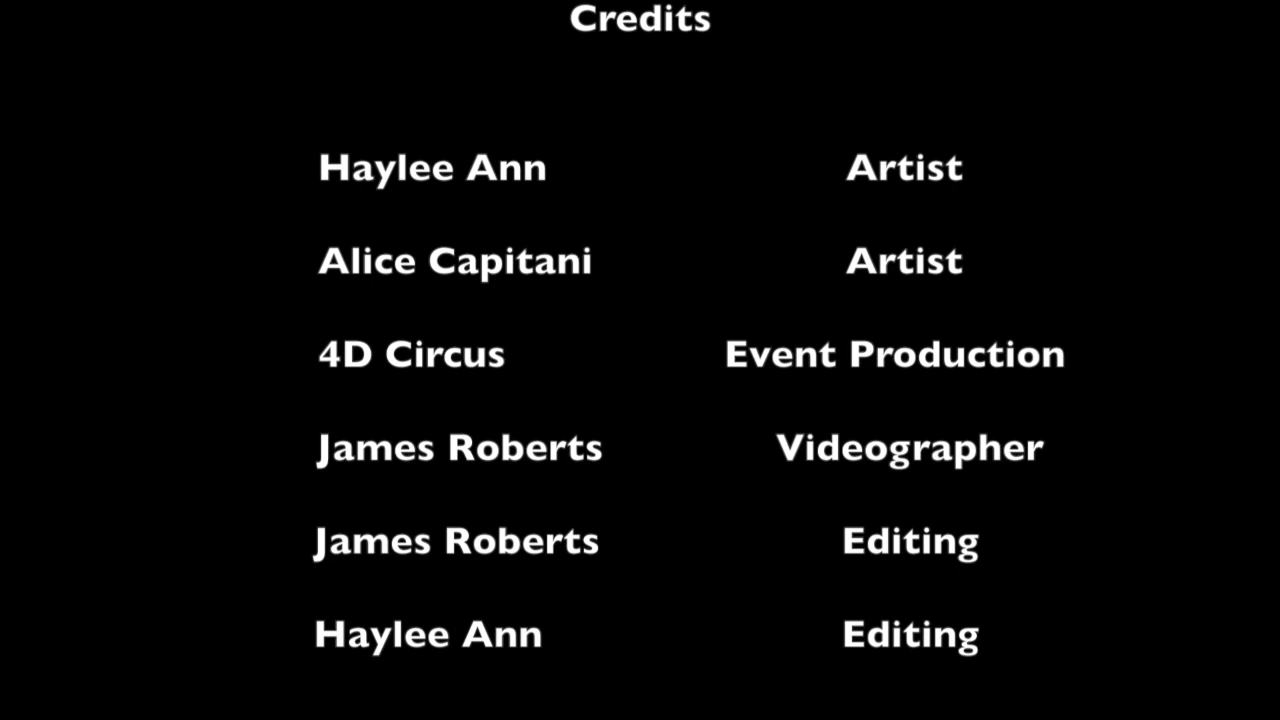 Credits
Haylee Ann Artist
Alice Capitani Artist
4D Circus Event Production
James Roberts Videographer
James Roberts Editing
Haylee Ann Editing